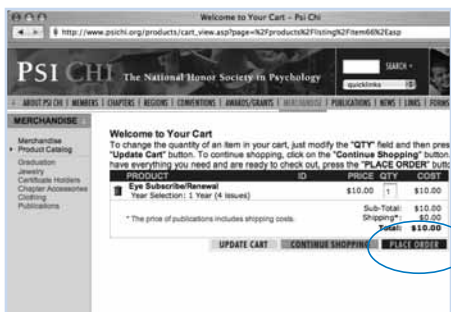 Welcome to Your Cart – Psi Chi
http://www.psichi.org/products/cart_view.asp?page=%2Fproducts%2Flisting%2Fitem66%2Easp
PSI CHI The National Honor Society in Psychology
SEARCH
quicklinks
ABOUT PSI CHI | MEMBERS | CHAPTERS | REGIONS | CONVENTIONS | AWARDS/GRANTS | MERCHANDISE | PUBLICATIONS | NEWS | LINKS | FORMS
MERCHANDISE
Merchandise
Product Catalog
Graduation
Jewelry
Certificate Holders
Chapter Accessories
Clothing
Publications
Welcome to Your Cart
To change the quantity of an item in your cart, just modify the "QTY" field and then pres
"Update Cart" button. To continue shopping, click on the "Continue Shopping" button.
have everything you need and are ready to check out, press the "PLACE ORDER" butto
PRODUCT ID PRICE QTY COST
Eye Subscribe/Renewal $10.00 1 $10.00
Year Selection: 1 Year (4 Issues)
Sub-Total: $10.00
* The price of publications includes shipping costs. Shipping*: $0.00
Total: $10.00
UPDATE CART CONTINUE SHOPPING PLACE ORDER